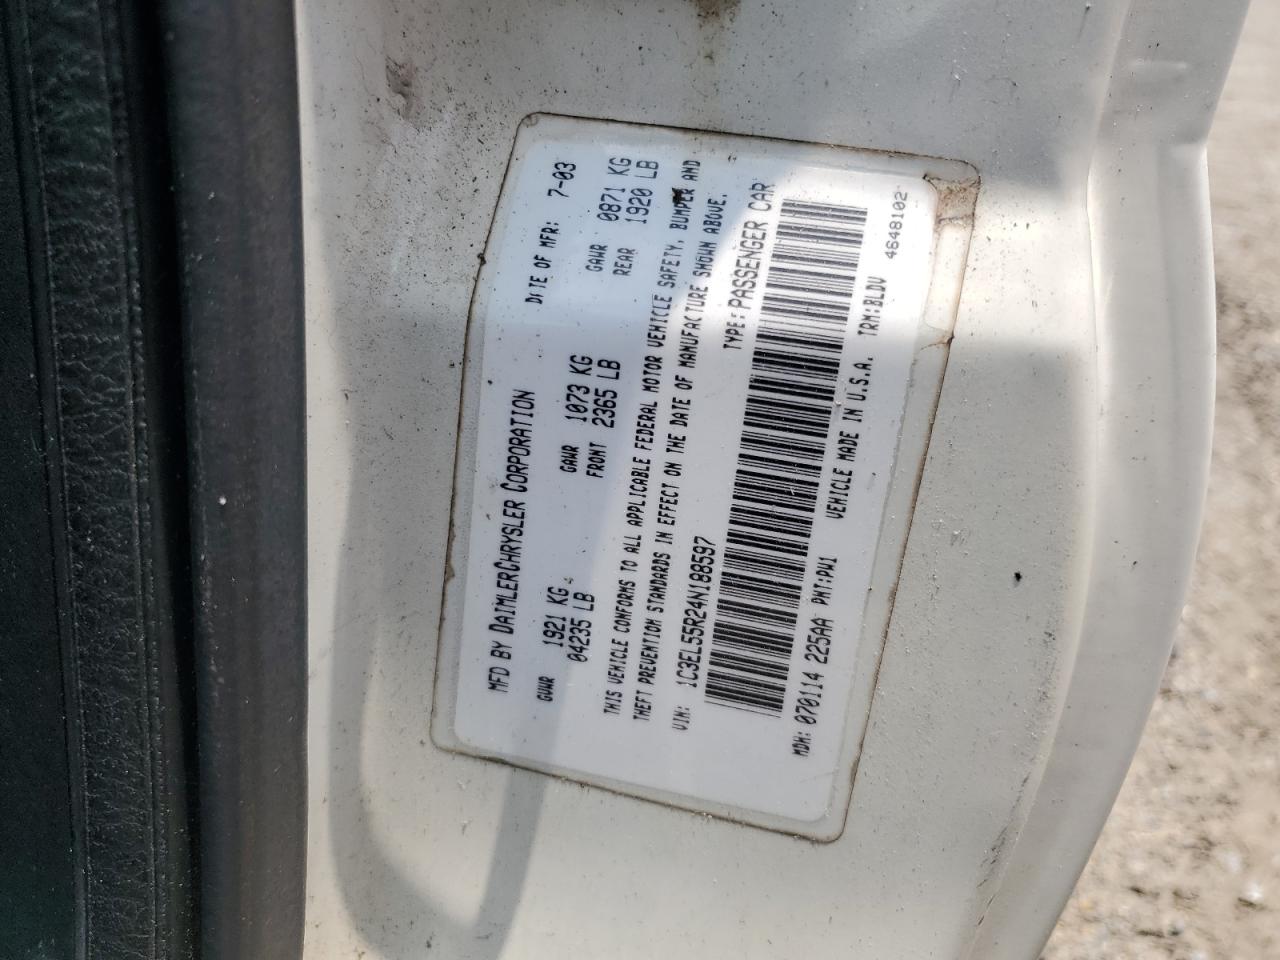 MFD BY DAIMLERCHRYSLER CORPORATION DATE OF MFR: 7-03
GVWR 1921 KG GAWR 1073 KG GAWR 0871 KG
04235 LB FRONT 2365 LB REAR 1920 LB
THIS VEHICLE CONFORMS TO ALL APPLICABLE FEDERAL MOTOR VEHICLE SAFETY, BUMPER AND
THEFT PREVENTION STANDARDS IN EFFECT ON THE DATE OF MANUFACTURE SHOWN ABOVE.
VIN: 1C3EL55R24N188597 TYPE: PASSENGER CAR
MDH: 070114 225AA PNT:PW1 VEHICLE MADE IN U.S.A. TRM:BLDV
4648102